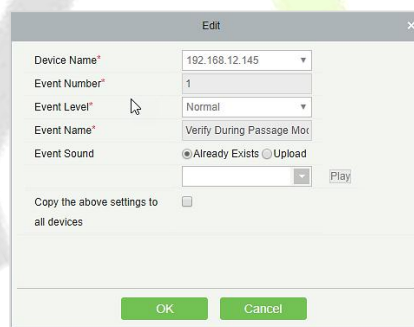 Edit
Device Name* 192.168.12.145
Event Number* 1
Event Level* Normal
Event Name* Verify During Passage Moc
Event Sound Already Exists Upload
Play
Copy the above settings to
all devices
OK Cancel